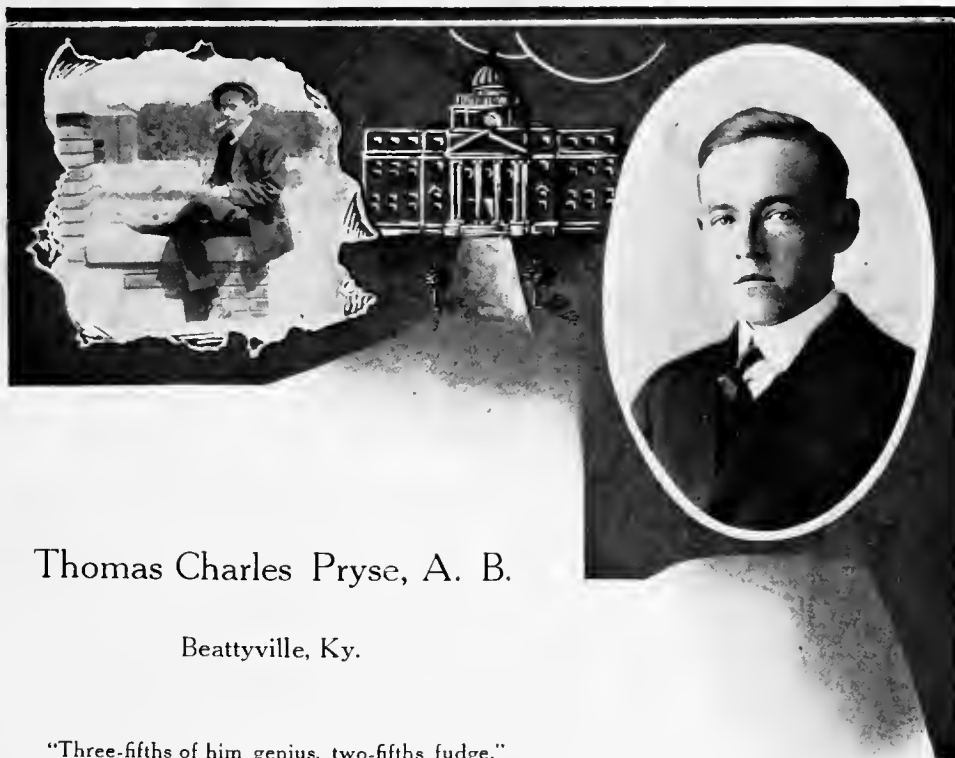 Thomas Charles Pryse, A. B.
Beattyville, Ky.
"Three-fifths of him genius, two-fifths fudge."